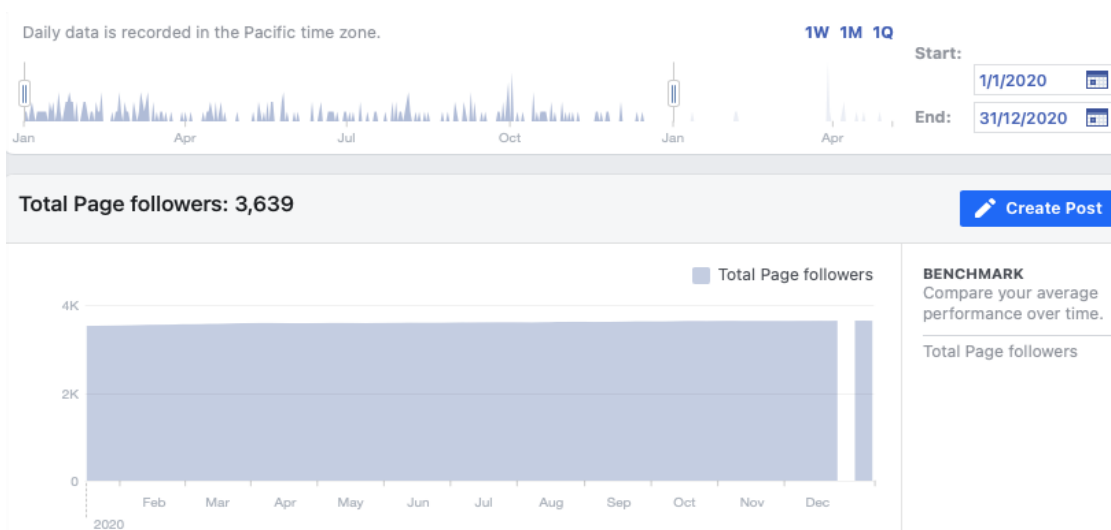 Daily data is recorded in the Pacific time zone.
1W 1M 1Q
Start:
1/1/2020
End:
31/12/2020
Jan Apr Jul Oct Jan Apr
Total Page followers: 3,639
Create Post
Total Page followers
BENCHMARK
Compare your average
performance over time.
Total Page followers
4K
2K
0
Feb Mar Apr May Jun Jul Aug Sep Oct Nov Dec
2020